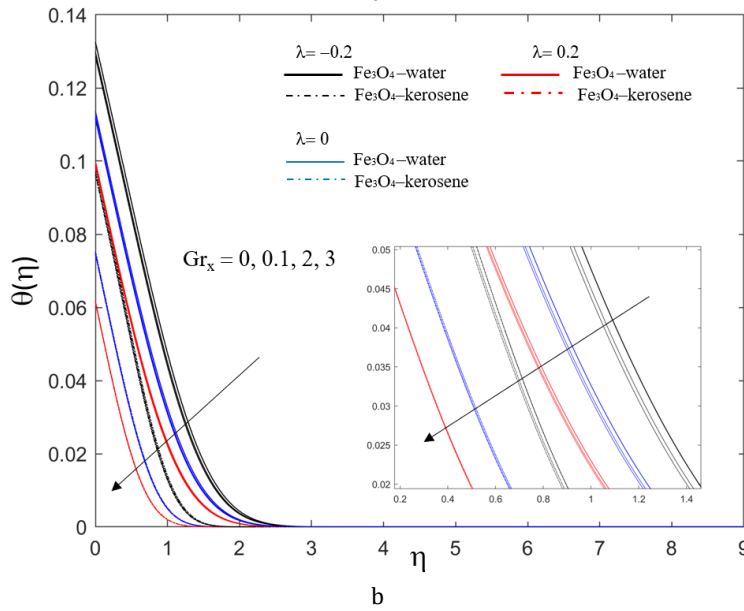 0.14
0.12
0.1
0.08
0.06
0.04
0.02
0
θ(η)
λ= −0.2
Fe₃O₄–water
Fe₃O₄–kerosene
λ= 0.2
Fe₃O₄–water
Fe₃O₄–kerosene
λ= 0
Fe₃O₄–water
Fe₃O₄–kerosene
Grₓ = 0, 0.1, 2, 3
0.05
0.045
0.04
0.035
0.03
0.025
0.02
0.2 0.4 0.6 0.8 1 1.2 1.4
0 1 2 3 4 5 6 7 8 9
η
b